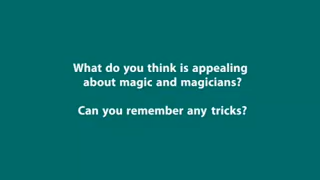 What do you think is appealing
about magic and magicians?
Can you remember any tricks?